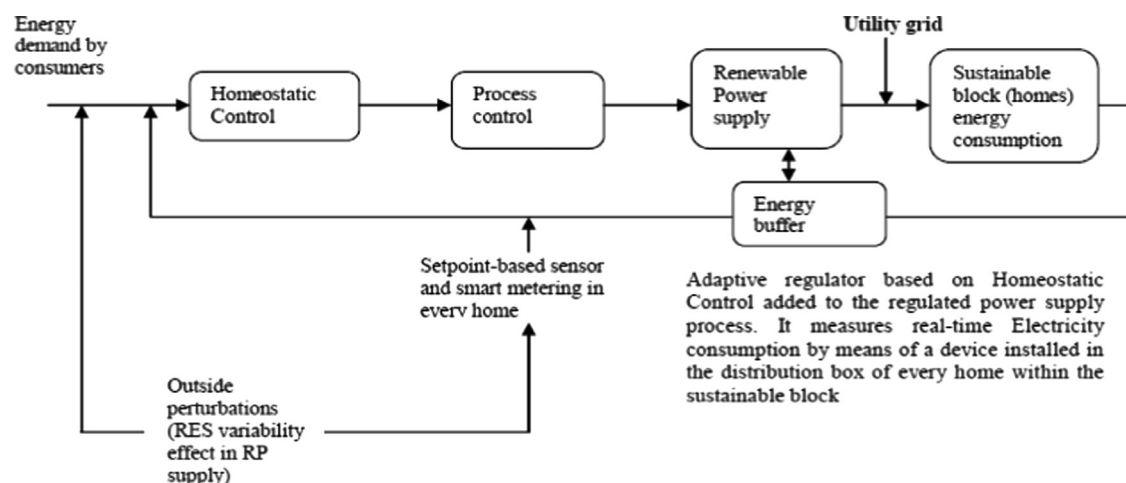 Energy
demand by
consumers
Homeostatic
Control
Process
control
Renewable
Power
supply
Utility grid
Sustainable
block (homes)
energy
consumption
Energy
buffer
Setpoint-based sensor
and smart metering in
every home
Adaptive regulator based on Homeostatic
Control added to the regulated power supply
process. It measures real-time Electricity
consumption by means of a device installed in
the distribution box of every home within the
sustainable block
Outside
perturbations
(RES variability
effect in RP
supply)